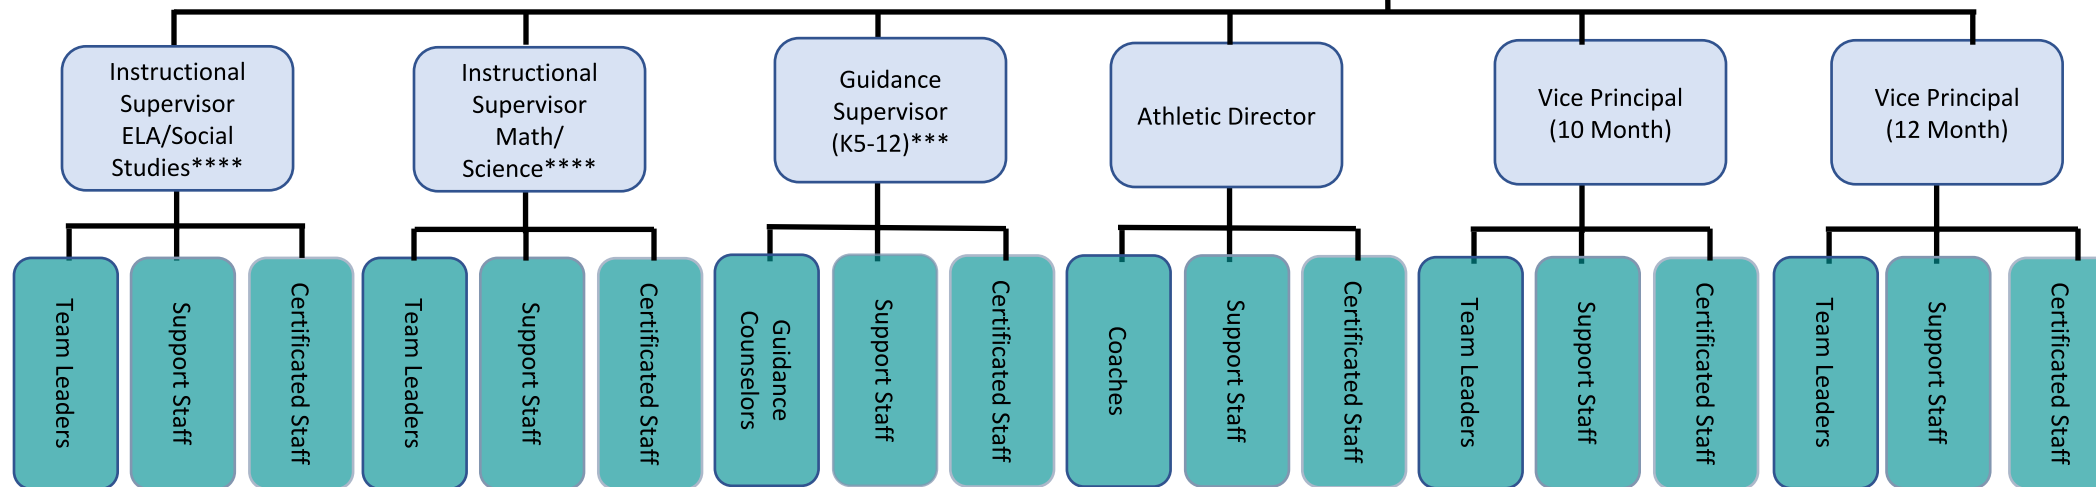 Instructional
Supervisor
ELA/Social
Studies****
Instructional
Supervisor
Math/
Science****
Guidance
Supervisor
(K5-12)***
Athletic Director
Vice Principal
(10 Month)
Vice Principal
(12 Month)
Team Leaders
Support Staff
Certificated Staff
Team Leaders
Support Staff
Certificated Staff
Guidance
Counselors
Support Staff
Certificated Staff
Coaches
Support Staff
Certificated Staff
Team Leaders
Support Staff
Certificated Staff
Team Leaders
Support Staff
Certificated Staff